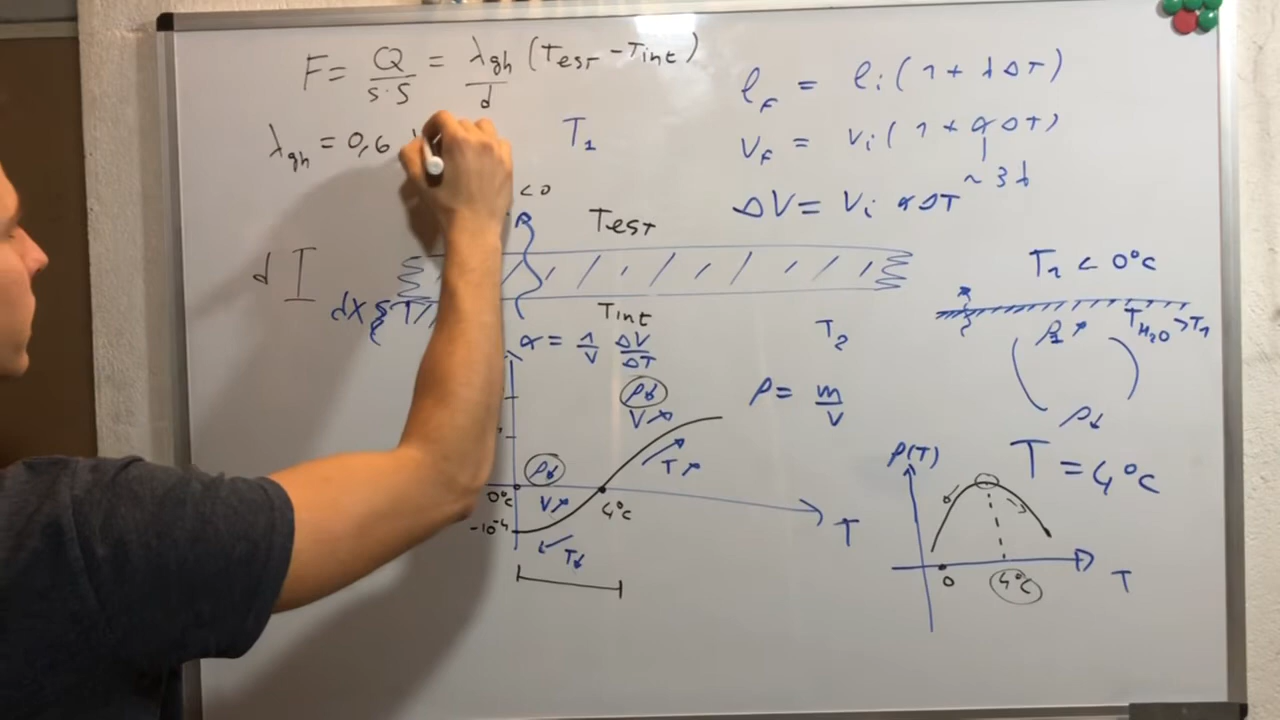 F = Q/s·S = λgh/d (Test - Tint)
λgh = 0,6
T1
lf = li (1 + λΔT)
Vf = Vi (1 + αΔT)
~ 3λ
ΔV = Vi αΔT
<0
Test
d
dx
Tint
T2
T1 < 0°C
ρ1↗
TH2O > T1
ρ↓
α = 1/V ΔV/ΔT
ρ↓
V↗
T↗
ρ = m/V
ρ↓
V↗
0°C
4°C
-10⁻⁴
T↓
T
ρ(T)
T = 4°C
0
4°C
T